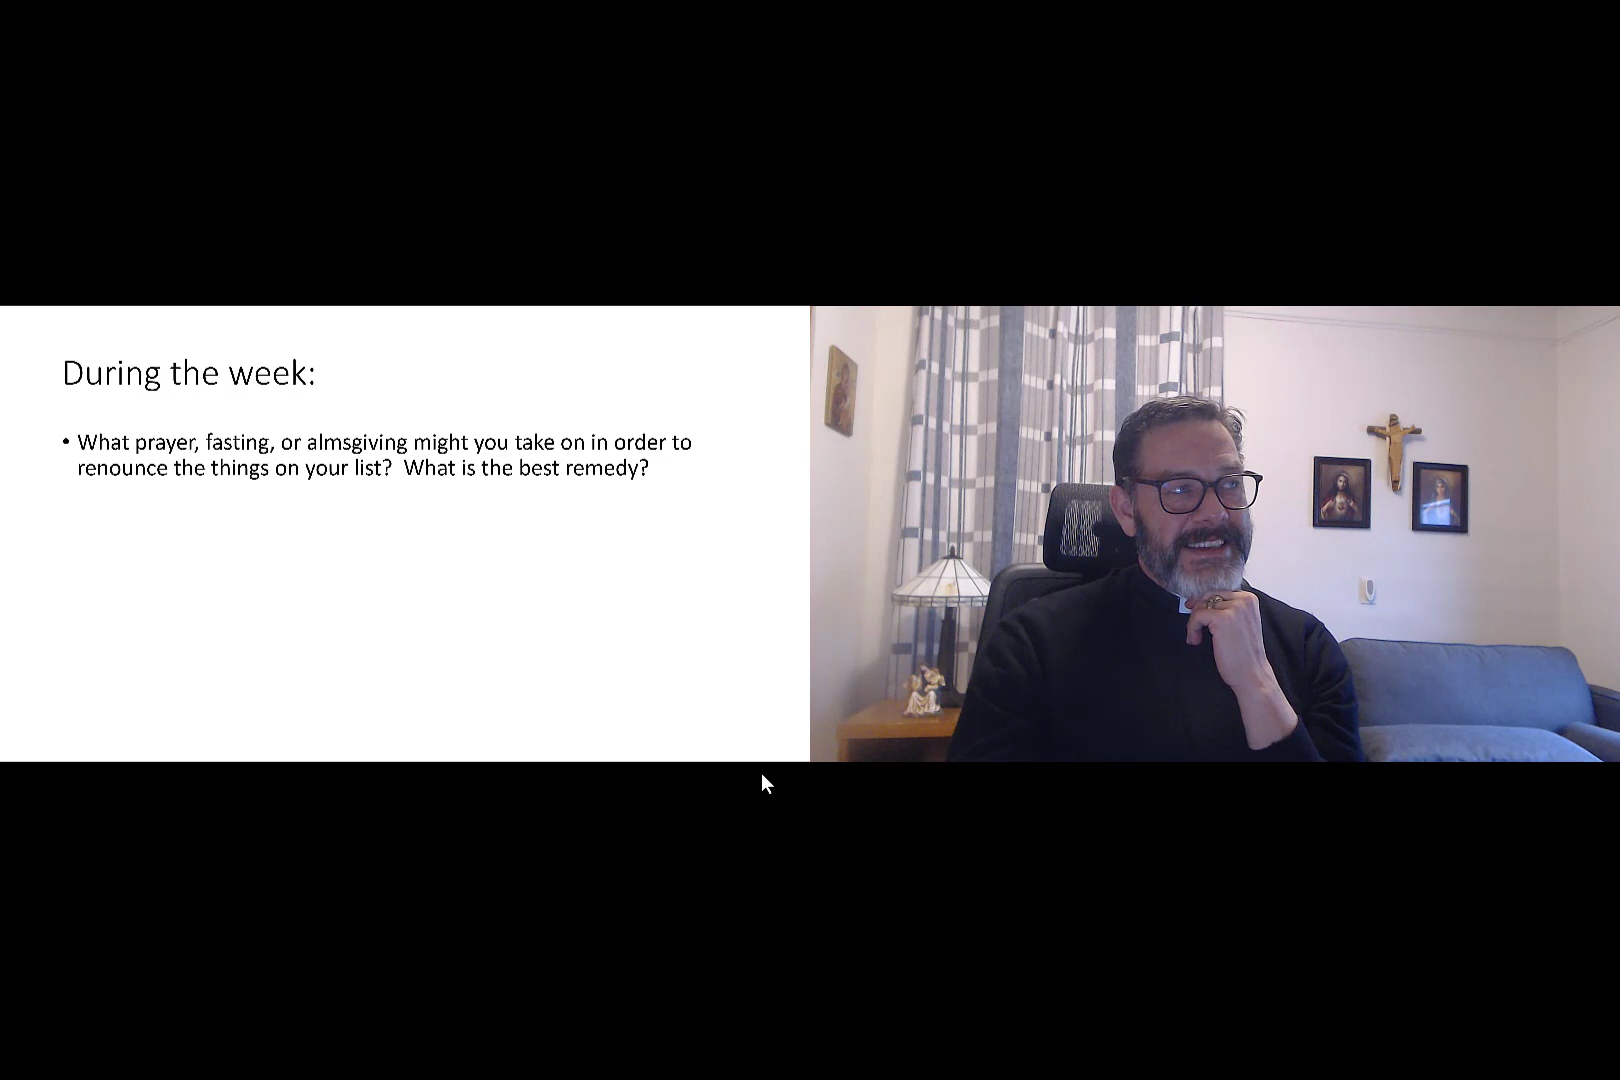 During the week:
• What prayer, fasting, or almsgiving might you take on in order to
renounce the things on your list?  What is the best remedy?